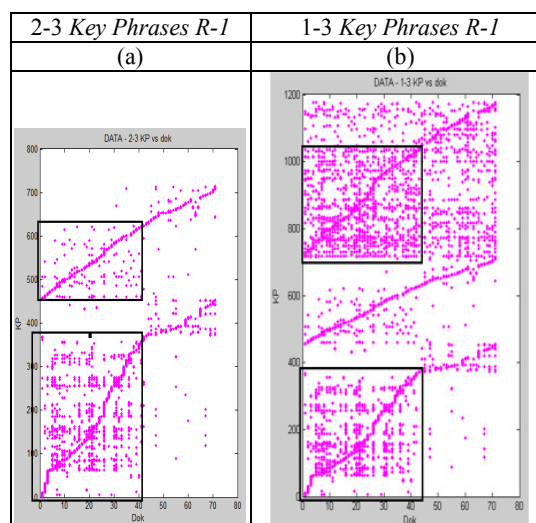 2-3 Key Phrases R-1
1-3 Key Phrases R-1
(a)
(b)
DATA - 2-3 KP vs dok
800
700
600
500
400
300
200
100
0
KP
0 10 20 30 40 50 60 70 80
Dok
DATA - 1-3 KP vs dok
1200
1000
800
600
400
200
0
KP
0 10 20 30 40 50 60 70 80
Dok